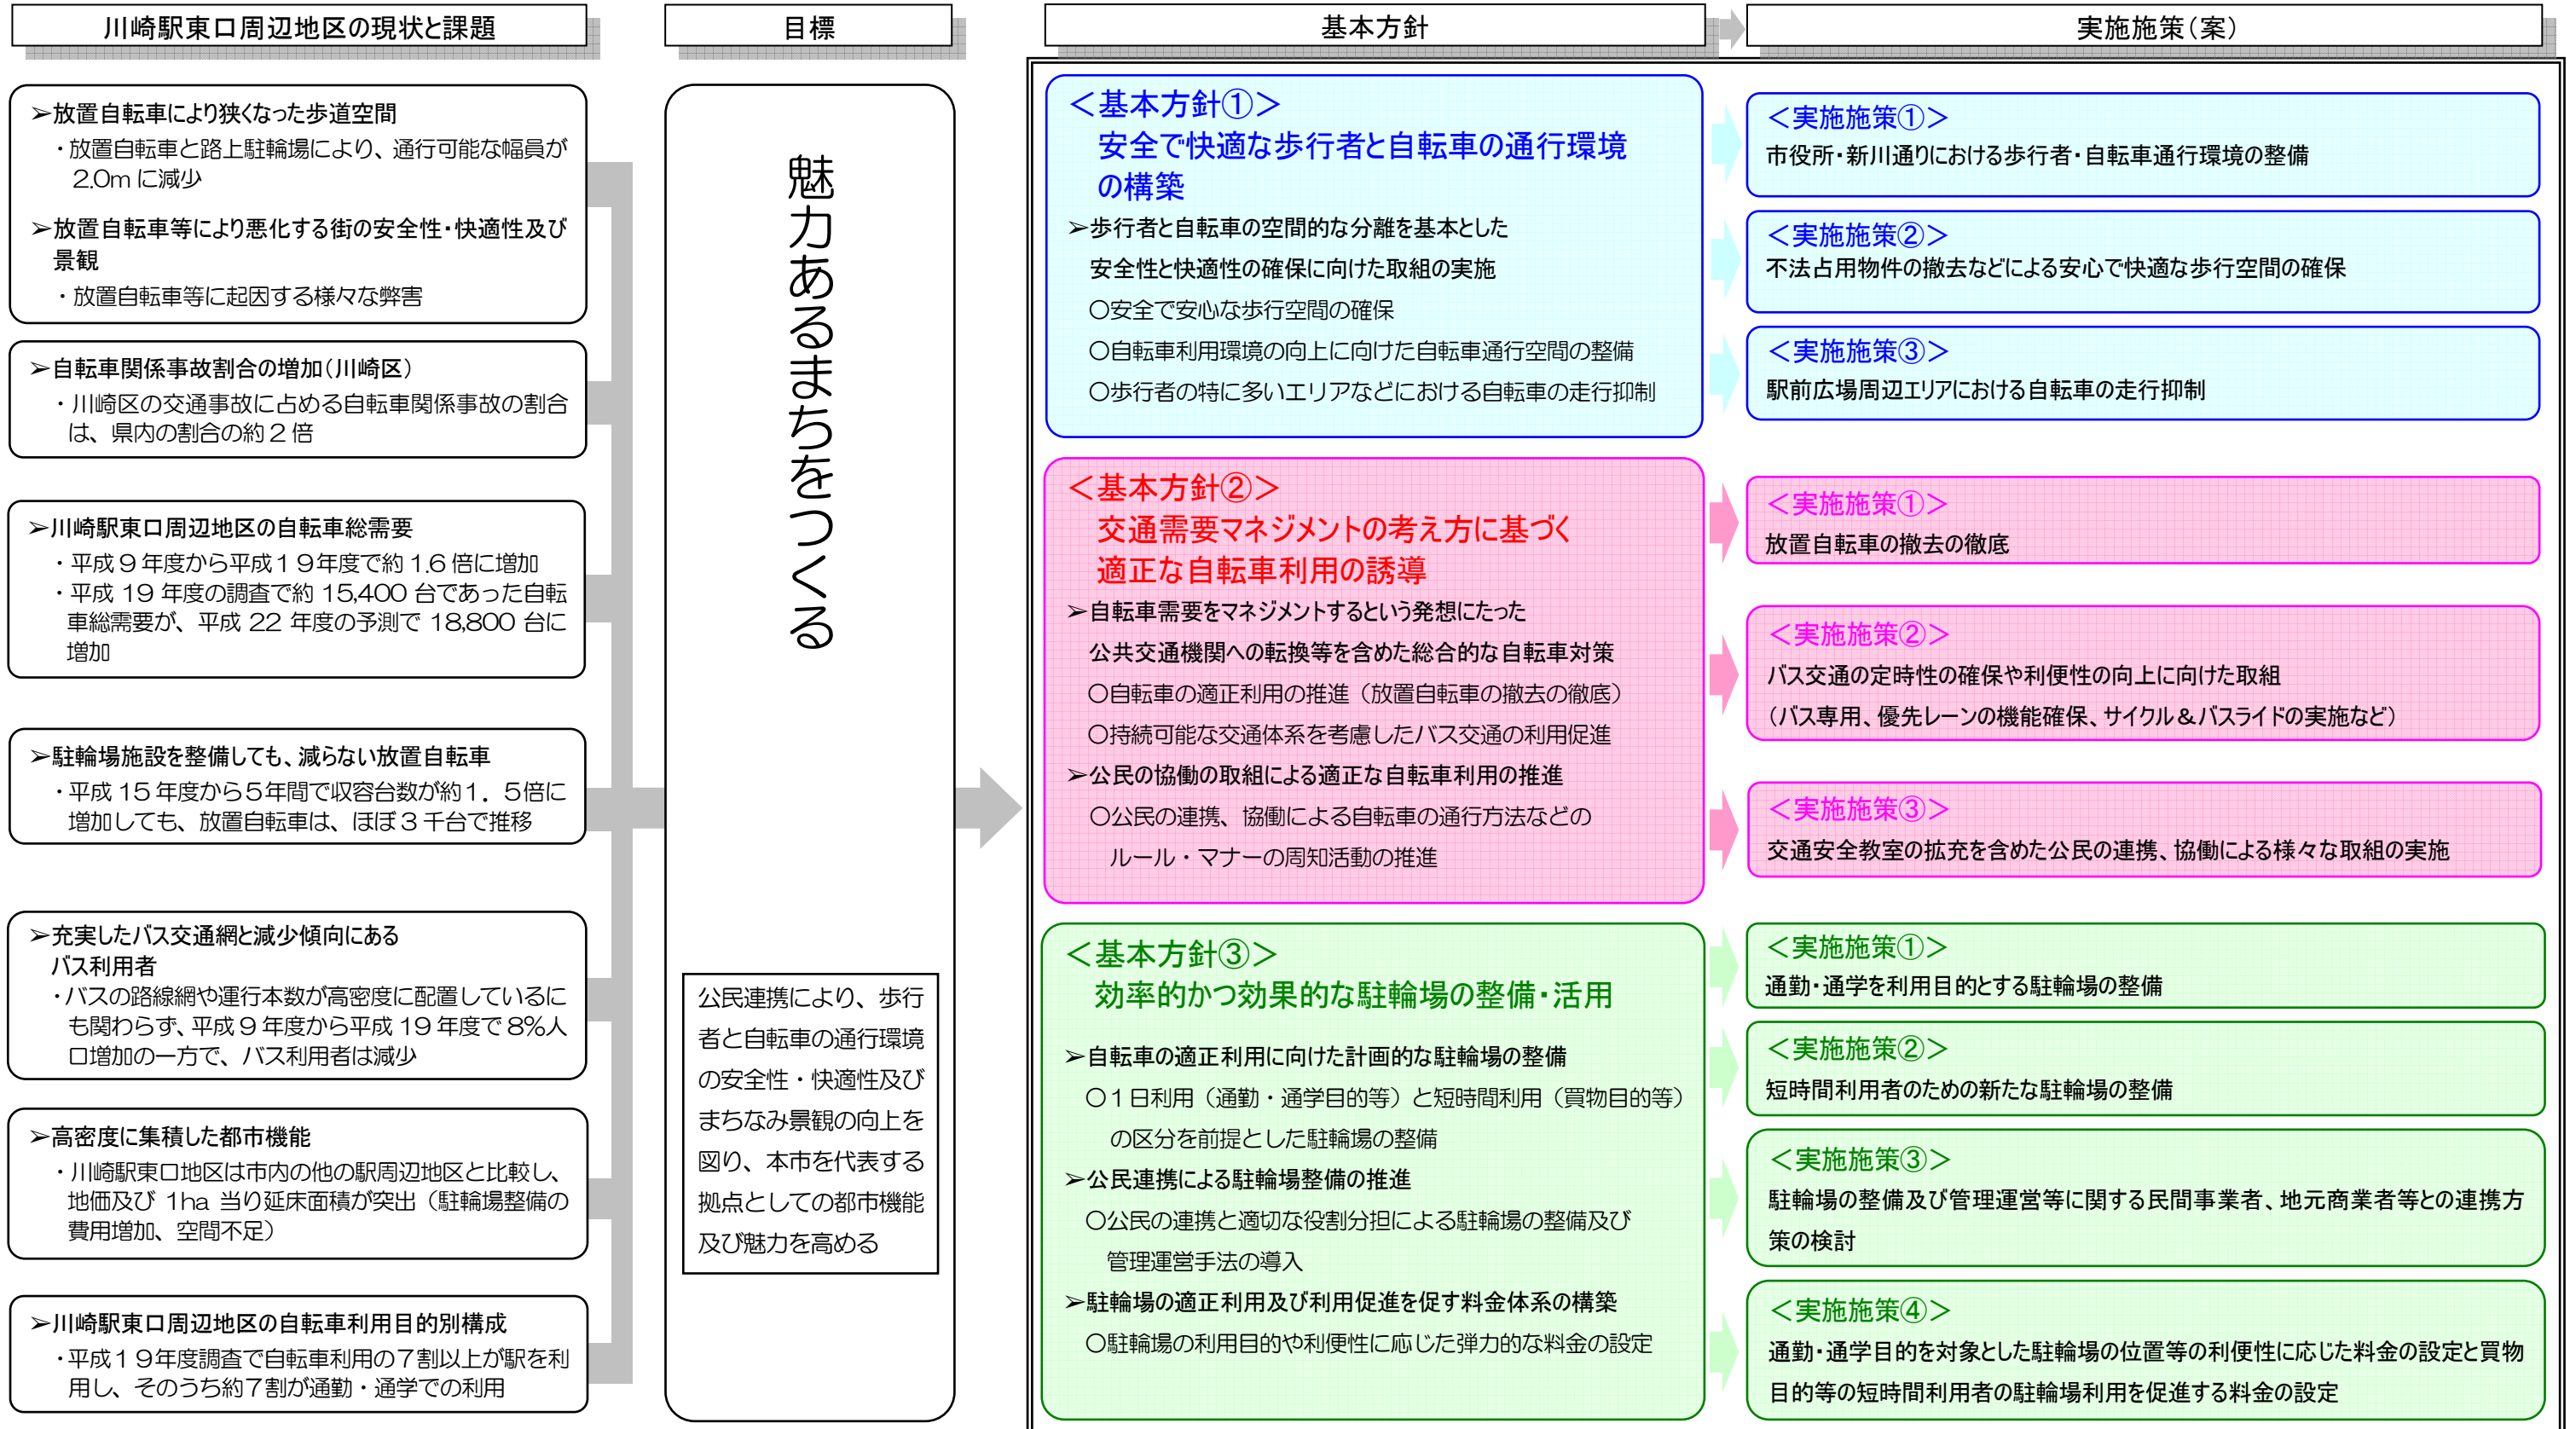 川崎駅東口周辺地区の現状と課題
➢放置自転車により狭くなった歩道空間
・放置自転車と路上駐輪場により、通行可能な幅員が
2.0m に減少
➢放置自転車等により悪化する街の安全性・快適性及び
景観
・放置自転車等に起因する様々な弊害
➢自転車関係事故割合の増加(川崎区)
・川崎区の交通事故に占める自転車関係事故の割合
は、県内の割合の約2倍
➢川崎駅東口周辺地区の自転車総需要
・平成9年度から平成19年度で約1.6倍に増加
・平成 19 年度の調査で約 15,400 台であった自転
車総需要が、平成 22 年度の予測で 18,800 台に
増加
➢駐輪場施設を整備しても、減らない放置自転車
・平成15年度から5年間で収容台数が約1.5倍に
増加しても、放置自転車は、ほぼ3千台で推移
➢充実したバス交通網と減少傾向にある
バス利用者
・バスの路線網や運行本数が高密度に配置しているに
も関わらず、平成9年度から平成19年度で8%人
口増加の一方で、バス利用者は減少
➢高密度に集積した都市機能
・川崎駅東口地区は市内の他の駅周辺地区と比較し、
地価及び 1ha 当り延床面積が突出(駐輪場整備の
費用増加、空間不足)
➢川崎駅東口周辺地区の自転車利用目的別構成
・平成19年度調査で自転車利用の7割以上が駅を利
用し、そのうち約7割が通勤・通学での利用
目標
魅力あるまちをつくる
公民連携により、歩行
者と自転車の通行環境
の安全性・快適性及び
まちなみ景観の向上を
図り、本市を代表する
拠点としての都市機能
及び魅力を高める
基本方針
<基本方針①>
安全で快適な歩行者と自転車の通行環境
の構築
➢歩行者と自転車の空間的な分離を基本とした
安全性と快適性の確保に向けた取組の実施
○安全で安心な歩行空間の確保
○自転車利用環境の向上に向けた自転車通行空間の整備
○歩行者の特に多いエリアなどにおける自転車の走行抑制
<基本方針②>
交通需要マネジメントの考え方に基づく
適正な自転車利用の誘導
➢自転車需要をマネジメントするという発想にたった
公共交通機関への転換等を含めた総合的な自転車対策
○自転車の適正利用の推進(放置自転車の撤去の徹底)
○持続可能な交通体系を考慮したバス交通の利用促進
➢公民の協働の取組による適正な自転車利用の推進
○公民の連携、協働による自転車の通行方法などの
ルール・マナーの周知活動の推進
<基本方針③>
効率的かつ効果的な駐輪場の整備・活用
➢自転車の適正利用に向けた計画的な駐輪場の整備
○1日利用(通勤・通学目的等)と短時間利用(買物目的等)
の区分を前提とした駐輪場の整備
➢公民連携による駐輪場整備の推進
○公民の連携と適切な役割分担による駐輪場の整備及び
管理運営手法の導入
➢駐輪場の適正利用及び利用促進を促す料金体系の構築
○駐輪場の利用目的や利便性に応じた弾力的な料金の設定
実施施策(案)
<実施施策①>
市役所・新川通りにおける歩行者・自転車通行環境の整備
<実施施策②>
不法占用物件の撤去などによる安心で快適な歩行空間の確保
<実施施策③>
駅前広場周辺エリアにおける自転車の走行抑制
<実施施策①>
放置自転車の撤去の徹底
<実施施策②>
バス交通の定時性の確保や利便性の向上に向けた取組
(バス専用、優先レーンの機能確保、サイクル&バスライドの実施など)
<実施施策③>
交通安全教室の拡充を含めた公民の連携、協働による様々な取組の実施
<実施施策①>
通勤・通学を利用目的とする駐輪場の整備
<実施施策②>
短時間利用者のための新たな駐輪場の整備
<実施施策③>
駐輪場の整備及び管理運営等に関する民間事業者、地元商業者等との連携方
策の検討
<実施施策④>
通勤・通学目的を対象とした駐輪場の位置等の利便性に応じた料金の設定と買物
目的等の短時間利用者の駐輪場利用を促進する料金の設定